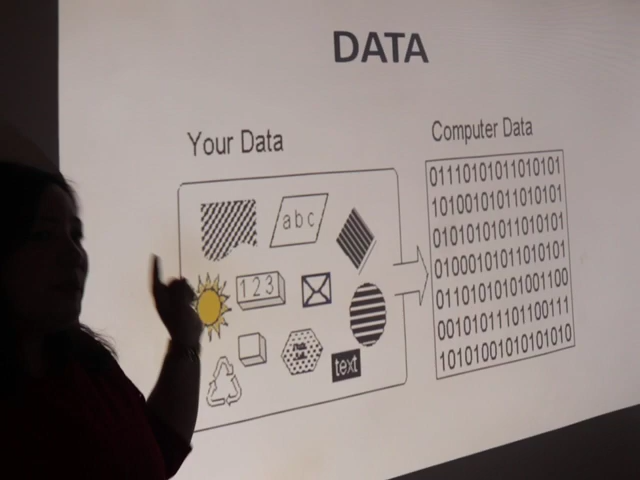 DATA
Your Data
Computer Data
abc
123
text
01110101011010101
10100101011010101
01010101011010101
01000101011010101
01101010101001100
00101011101100111
10101001010101010